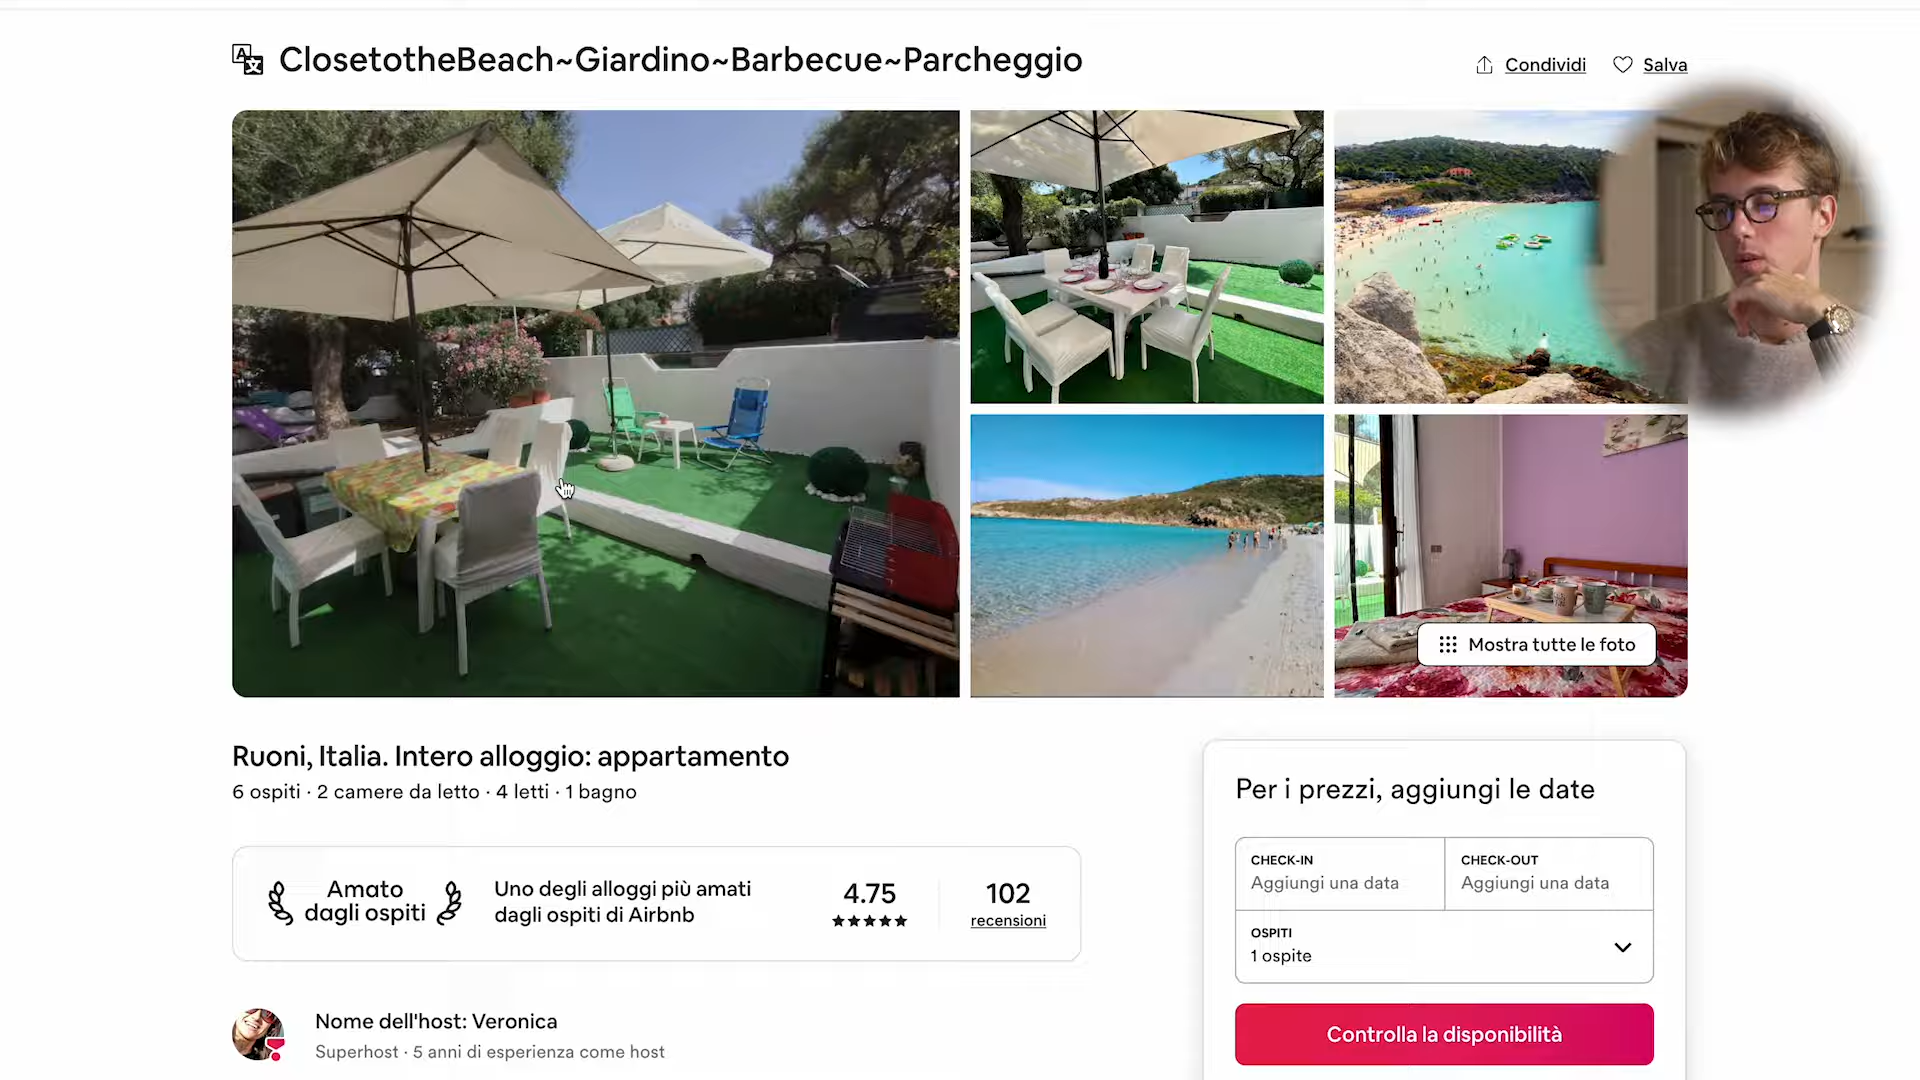 ClosetotheBeach~Giardino~Barbecue~Parcheggio
Condividi
Salva
Mostra tutte le foto
Ruoni, Italia. Intero alloggio: appartamento
6 ospiti · 2 camere da letto · 4 letti · 1 bagno
Amato
dagli ospiti
Uno degli alloggi più amati
dagli ospiti di Airbnb
4.75
102
recensioni
Nome dell'host: Veronica
Superhost · 5 anni di esperienza come host
Per i prezzi, aggiungi le date
CHECK-IN
Aggiungi una data
CHECK-OUT
Aggiungi una data
OSPITI
1 ospite
Controlla la disponibilità